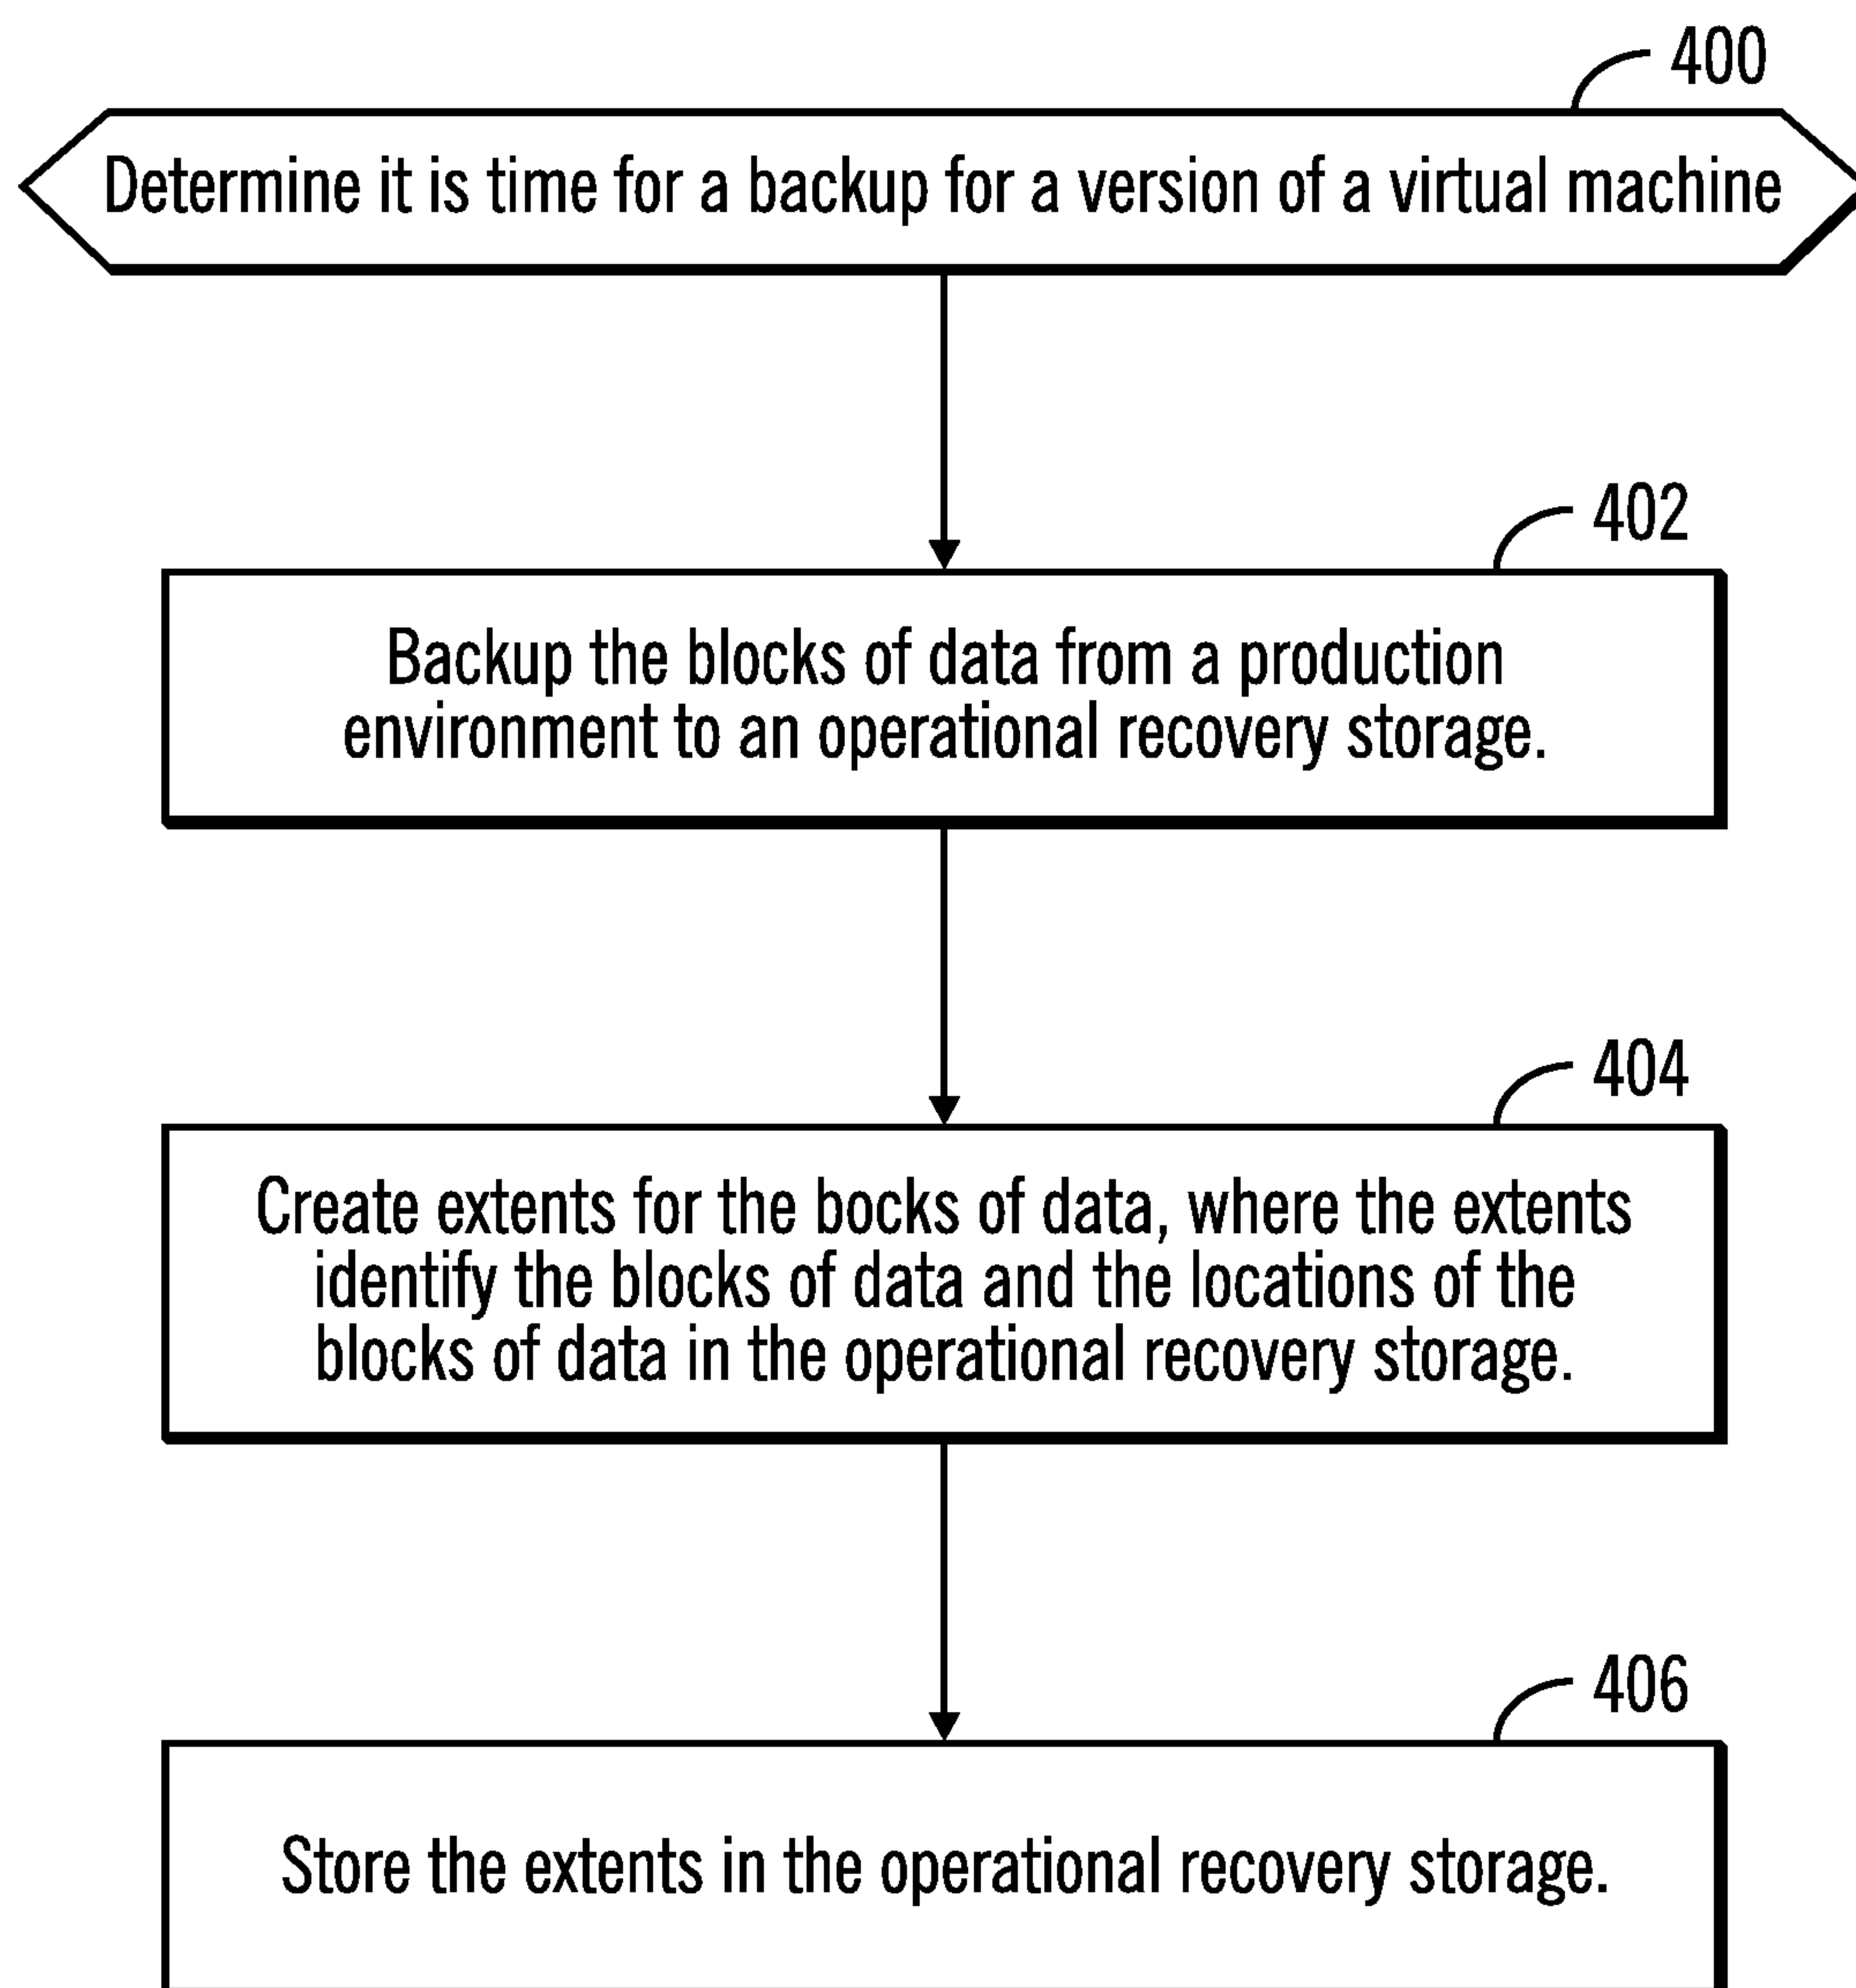 400
Determine it is time for a backup for a version of a virtual machine
402
Backup the blocks of data from a production
environment to an operational recovery storage.
404
Create extents for the bocks of data, where the extents
identify the blocks of data and the locations of the
blocks of data in the operational recovery storage.
406
Store the extents in the operational recovery storage.